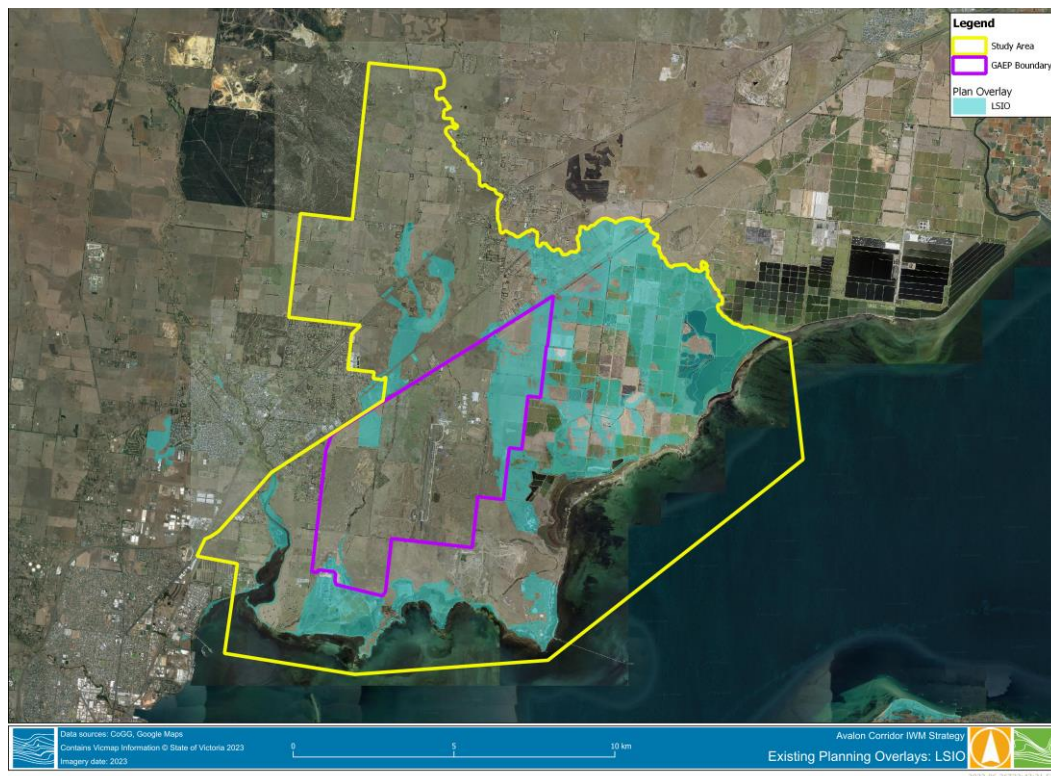 Legend
Study Area
GAEP Boundary
Plan Overlay
LSIO
Data sources: CoGG, Google Maps
Contains Vicmap Information © State of Victoria 2023
Imagery date: 2023
0 5 10 km
Avalon Corridor IWM Strategy
Existing Planning Overlays: LSIO